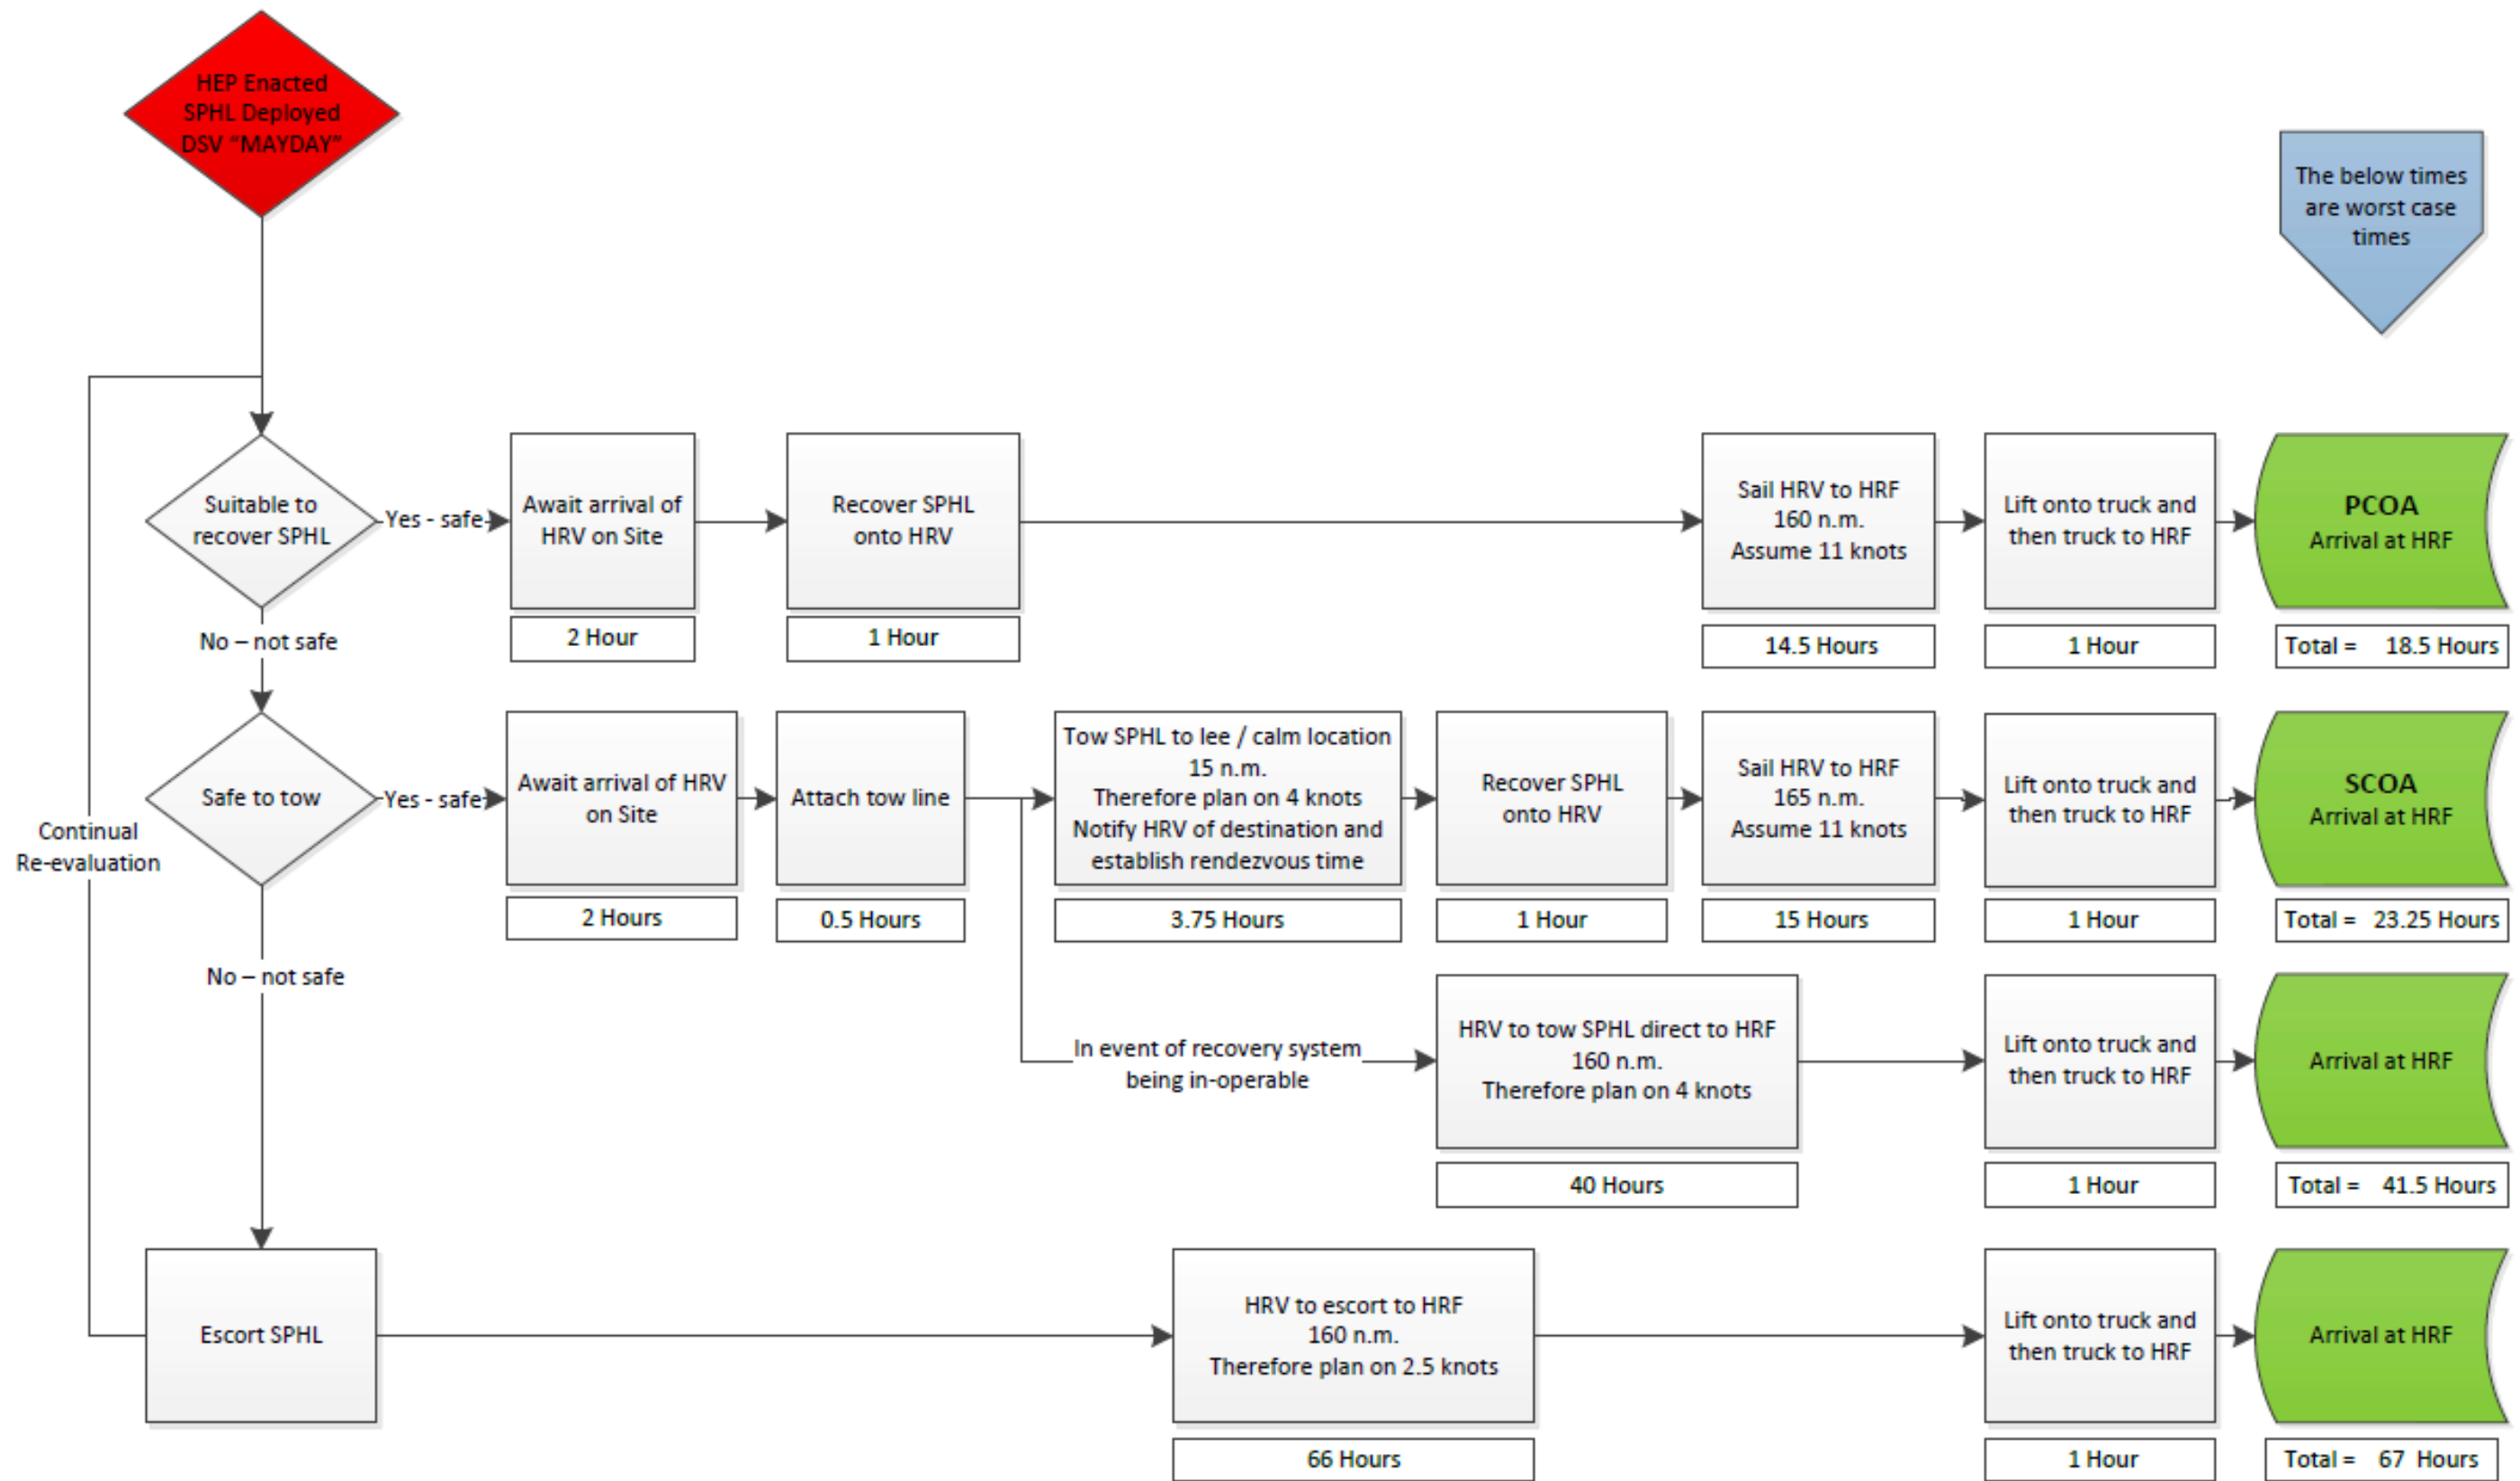 HEP Enacted
SPHL Deployed
DSV “MAYDAY”
The below times
are worst case
times
Suitable to
recover SPHL
Yes - safe
Await arrival of
HRV on Site
2 Hour
Recover SPHL
onto HRV
1 Hour
Sail HRV to HRF
160 n.m.
Assume 11 knots
14.5 Hours
Lift onto truck and
then truck to HRF
1 Hour
PCOA
Arrival at HRF
Total = 18.5 Hours
No – not safe
Safe to tow
Yes - safe
Await arrival of HRV
on Site
2 Hours
Attach tow line
0.5 Hours
Tow SPHL to lee / calm location
15 n.m.
Therefore plan on 4 knots
Notify HRV of destination and
establish rendezvous time
3.75 Hours
Recover SPHL
onto HRV
1 Hour
Sail HRV to HRF
165 n.m.
Assume 11 knots
15 Hours
Lift onto truck and
then truck to HRF
1 Hour
SCOA
Arrival at HRF
Total = 23.25 Hours
Continual
Re-evaluation
No – not safe
In event of recovery system
being in-operable
HRV to tow SPHL direct to HRF
160 n.m.
Therefore plan on 4 knots
40 Hours
Lift onto truck and
then truck to HRF
1 Hour
Arrival at HRF
Total = 41.5 Hours
Escort SPHL
HRV to escort to HRF
160 n.m.
Therefore plan on 2.5 knots
66 Hours
Lift onto truck and
then truck to HRF
1 Hour
Arrival at HRF
Total = 67 Hours